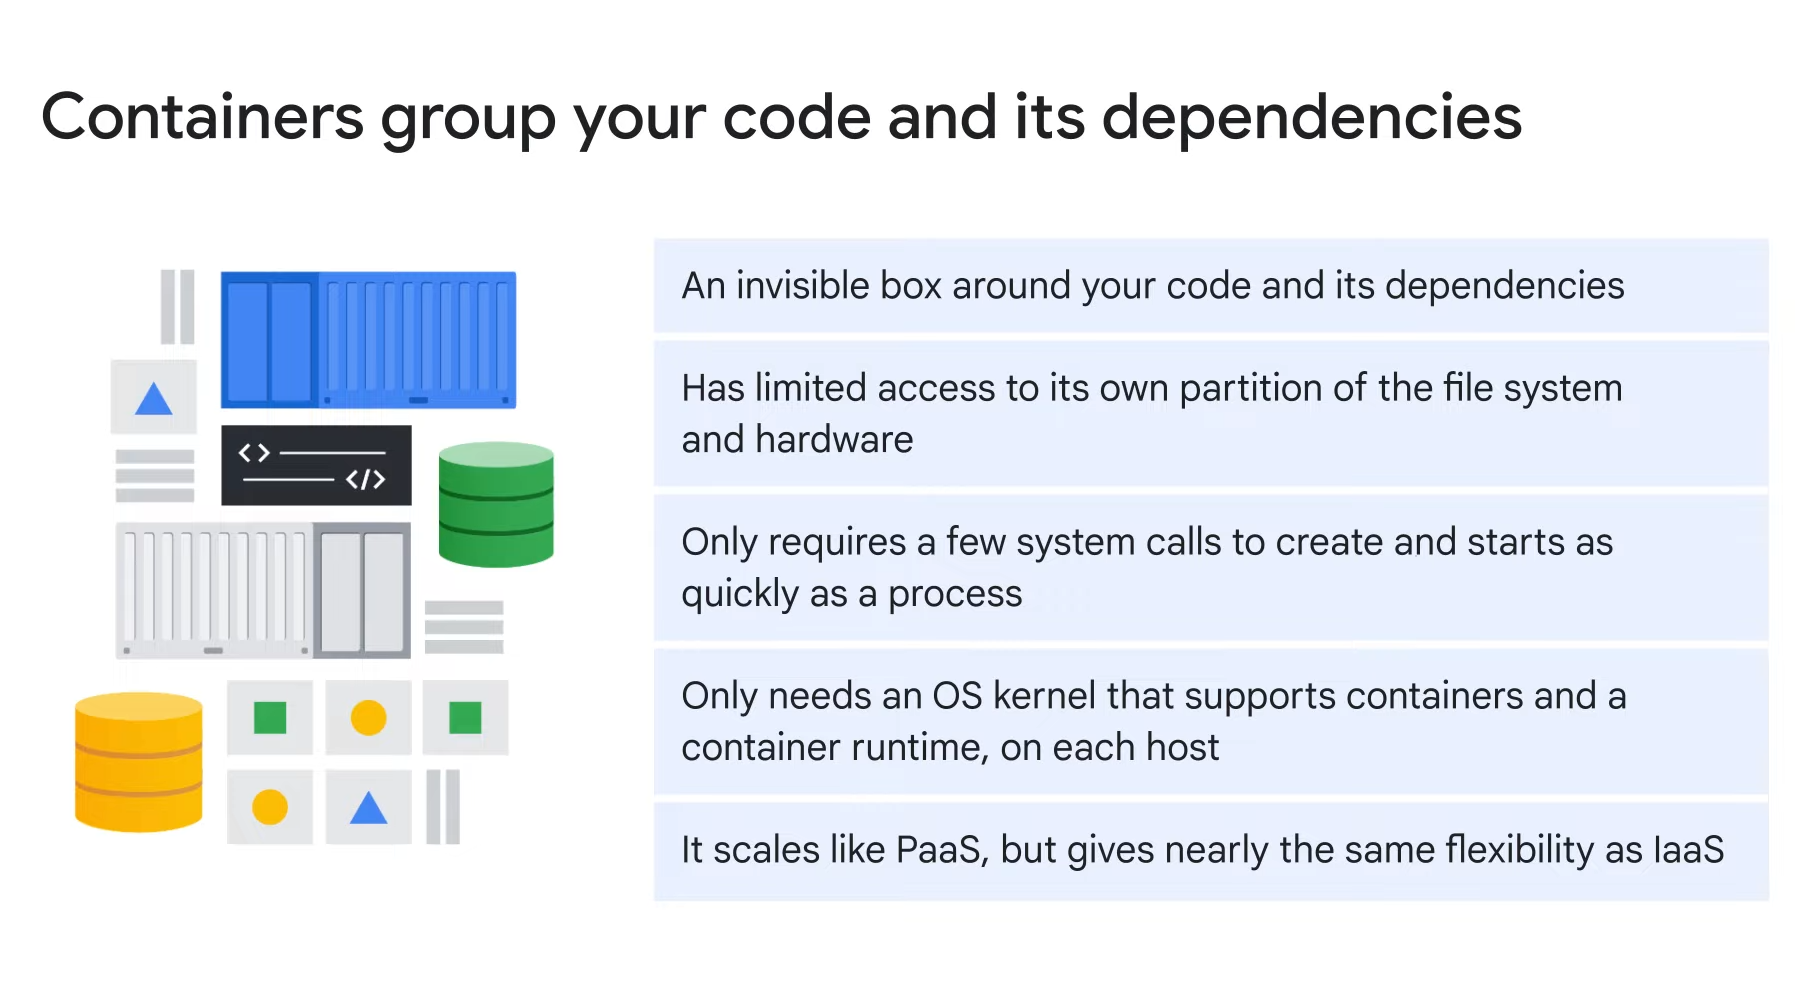 Containers group your code and its dependencies
An invisible box around your code and its dependencies
Has limited access to its own partition of the file system
and hardware
<> 
</>
Only requires a few system calls to create and starts as
quickly as a process
Only needs an OS kernel that supports containers and a
container runtime, on each host
It scales like PaaS, but gives nearly the same flexibility as IaaS